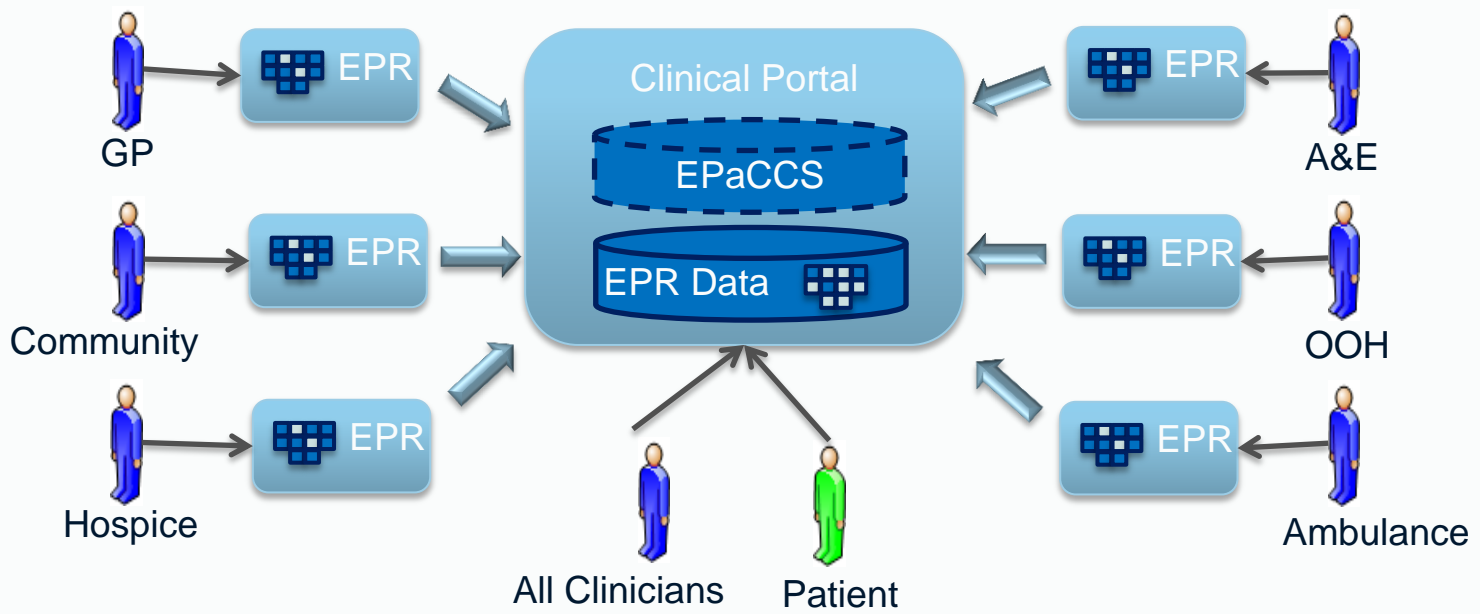 EPR
GP
Clinical Portal
EPaCCS
EPR Data
EPR
A&E
EPR
Community
EPR
OOH
EPR
Hospice
EPR
Ambulance
All Clinicians
Patient